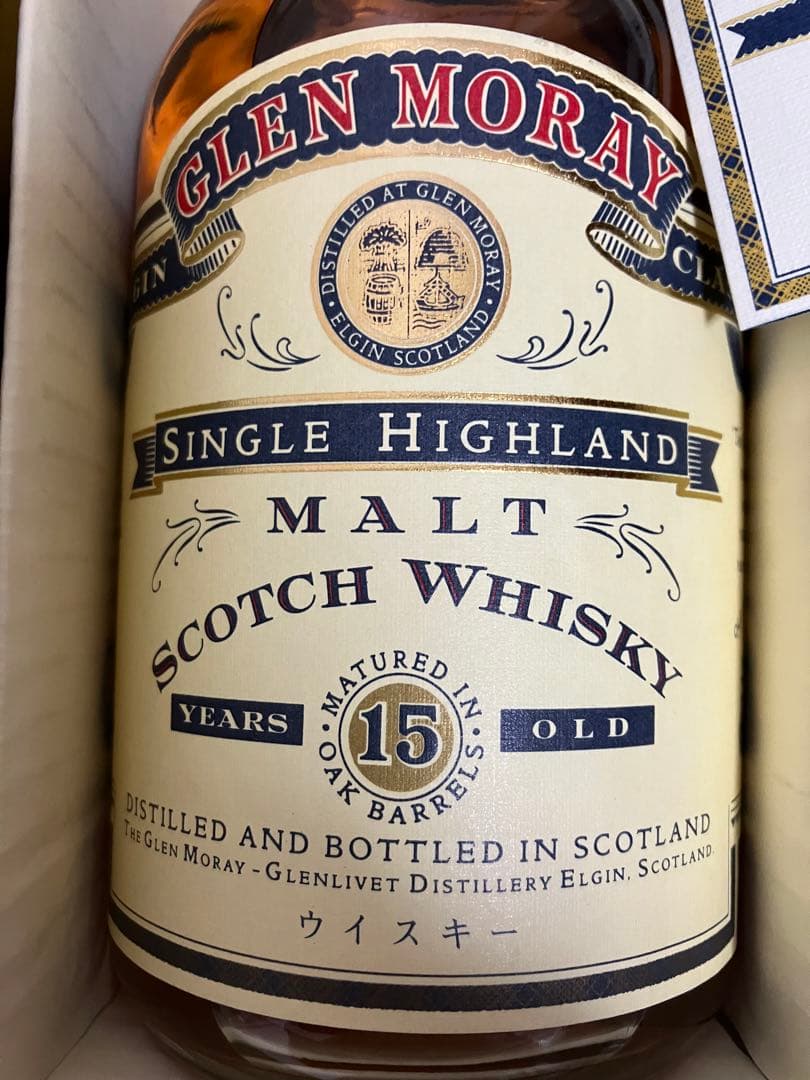 GLEN MORAY
DISTILLED AT GLEN MORAY
ELGIN SCOTLAND
SINGLE HIGHLAND
MALT
SCOTCH WHISKY
YEARS
MATURED IN
15
OAK BARRELS
OLD
DISTILLED AND BOTTLED IN SCOTLAND
THE GLEN MORAY - GLENLIVET DISTILLERY ELGIN, SCOTLAND.
ウイスキー